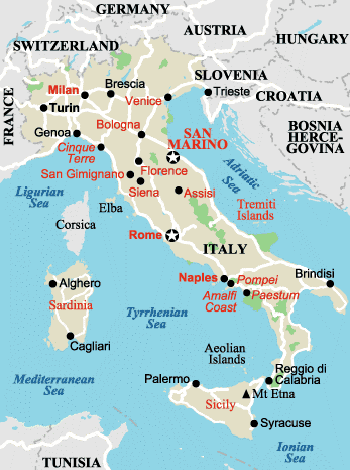 GERMANY
AUSTRIA
SWITZERLAND
HUNGARY
SLOVENIA
CROATIA
FRANCE
Milan
Brescia
Venice
Trieste
Turin
BOSNIA
HERCE-
GOVINA
Genoa
Bologna
SAN
MARINO
Cinque
Terre
Florence
San Gimignano
Siena
Adriatic
Sea
Ligurian
Sea
Assisi
Elba
Tremiti
Islands
Corsica
Rome
ITALY
Naples
Pompei
Brindisi
Amalfi
Coast
Paestum
Alghero
Sardinia
Tyrrhenian
Sea
Cagliari
Aeolian
Islands
Reggio di
Calabria
Mediterranean
Sea
Palermo
Mt Etna
Sicily
Syracuse
Ionian
Sea
TUNISIA